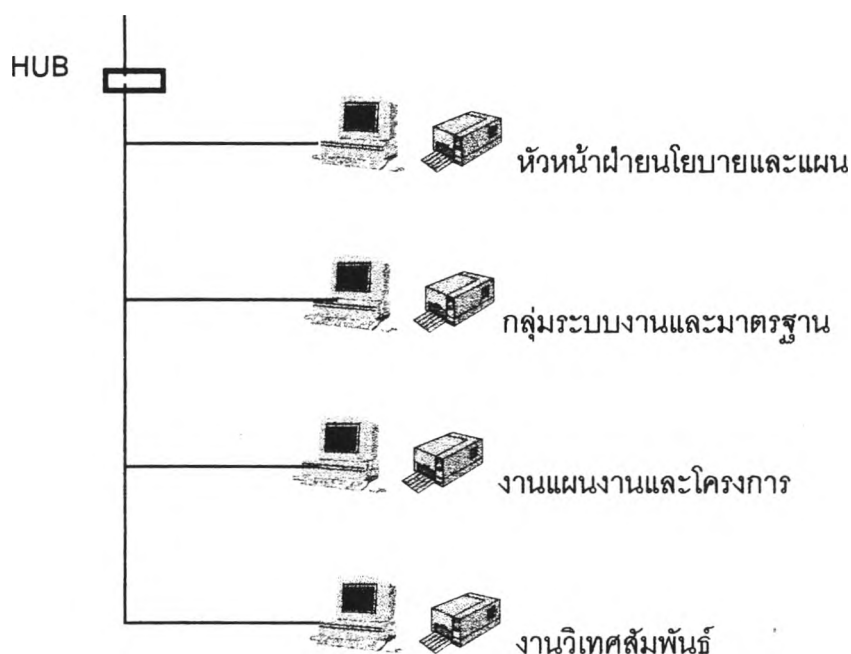 HUB
หัวหน้าฝ่ายนโยบายและแผน
กลุ่มระบบงานและมาตรฐาน
งานแผนงานและโครงการ
งานวิเทศสัมพันธ์